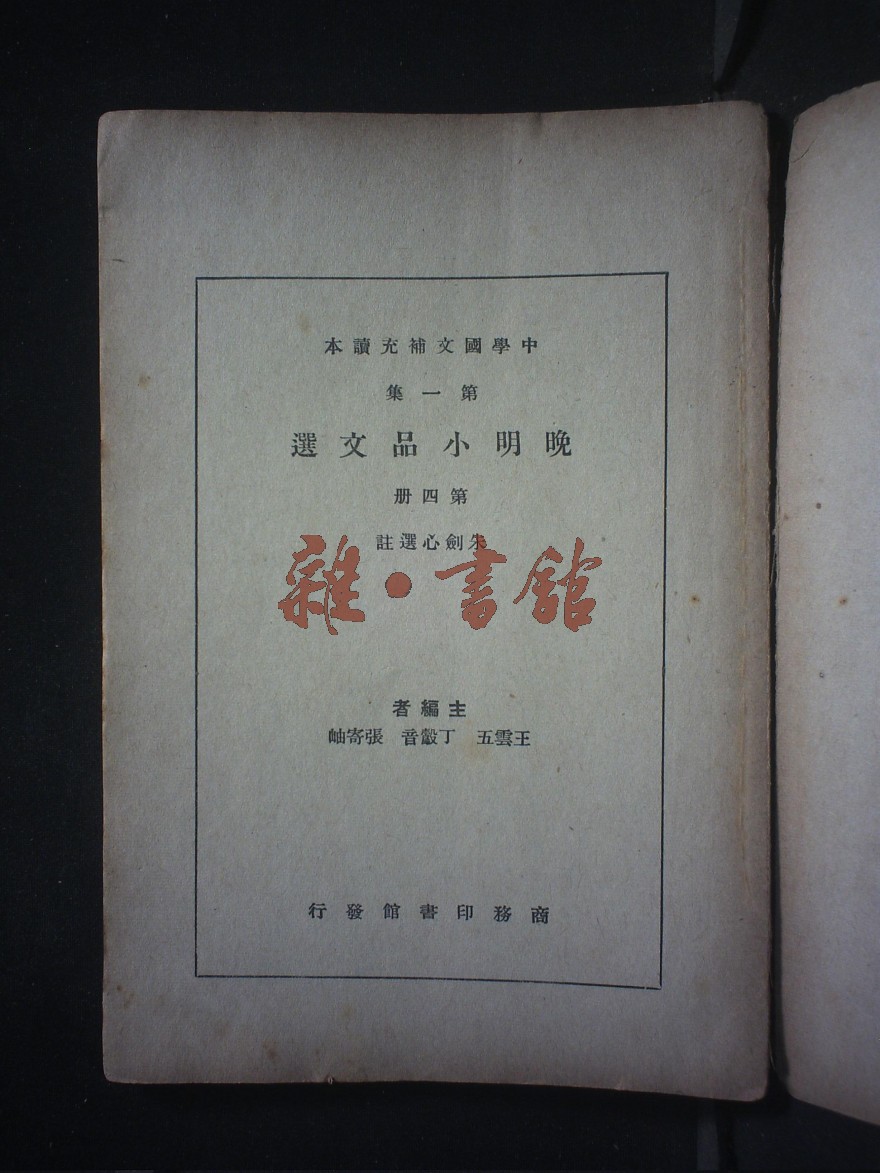 中學國文補充讀本
第一集
晚明小品文選
第四册
朱劍心選註
雜·書館
主編者
王雲五 丁瀫音 張寄岫
商務印書館發行